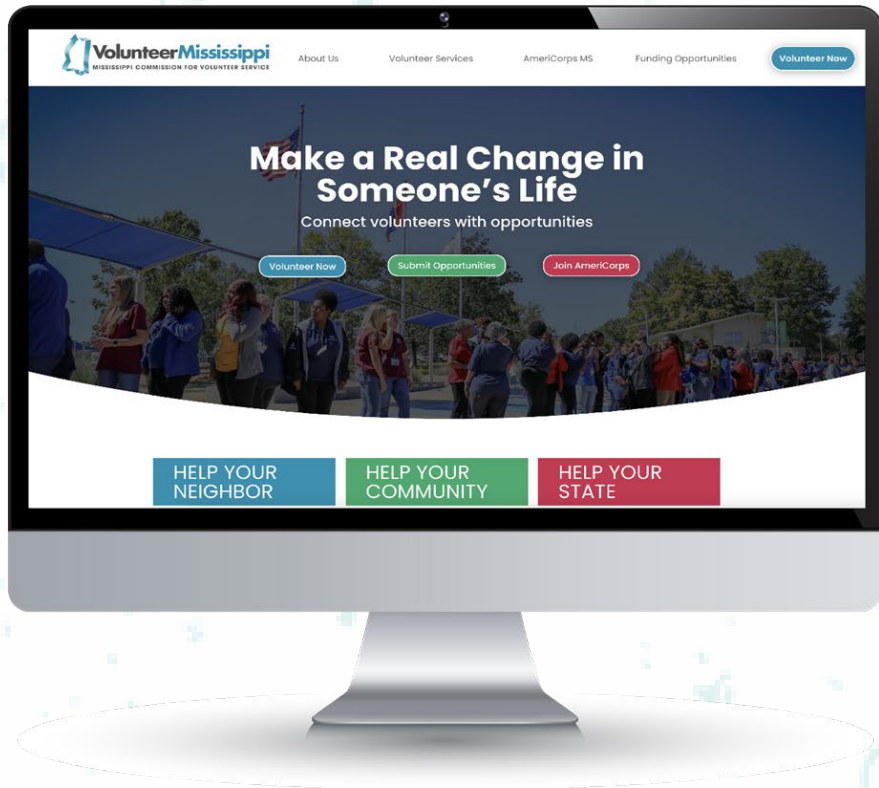 VolunteerMississippi
MISSISSIPPI COMMISSION FOR VOLUNTEER SERVICE
About Us
Volunteer Services
AmeriCorps MS
Funding Opportunities
Volunteer Now
Make a Real Change in
Someone's Life
Connect volunteers with opportunities
Volunteer Now
Submit Opportunities
Join AmeriCorps
HELP YOUR
NEIGHBOR
HELP YOUR
COMMUNITY
HELP YOUR
STATE